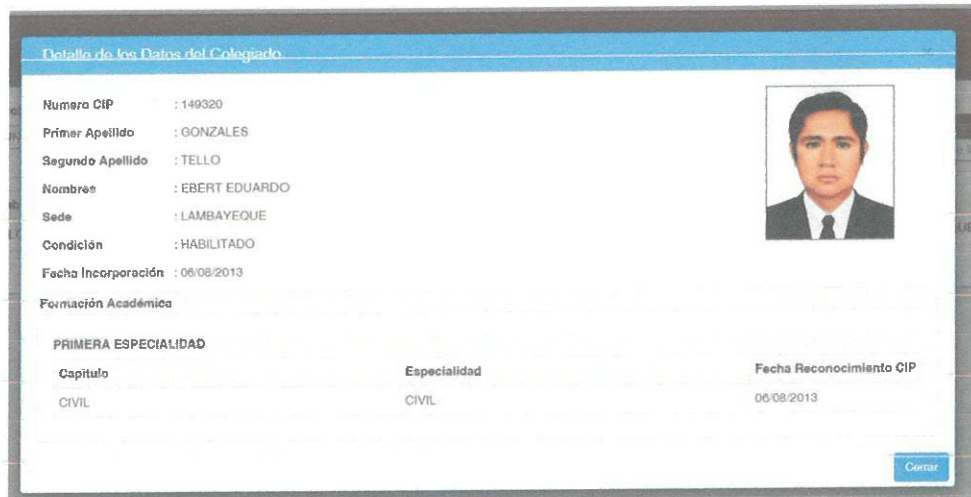 Detalle de los Datos del Colegiado
Numero CIP : 149320
Primer Apellido : GONZALES
Segundo Apellido : TELLO
Nombres : EBERT EDUARDO
Sede : LAMBAYEQUE
Condición : HABILITADO
Fecha Incorporación : 06/08/2013
Formación Académica
PRIMERA ESPECIALIDAD
Capitulo Especialidad Fecha Reconocimiento CIP
CIVIL CIVIL 06/08/2013
Cerrar